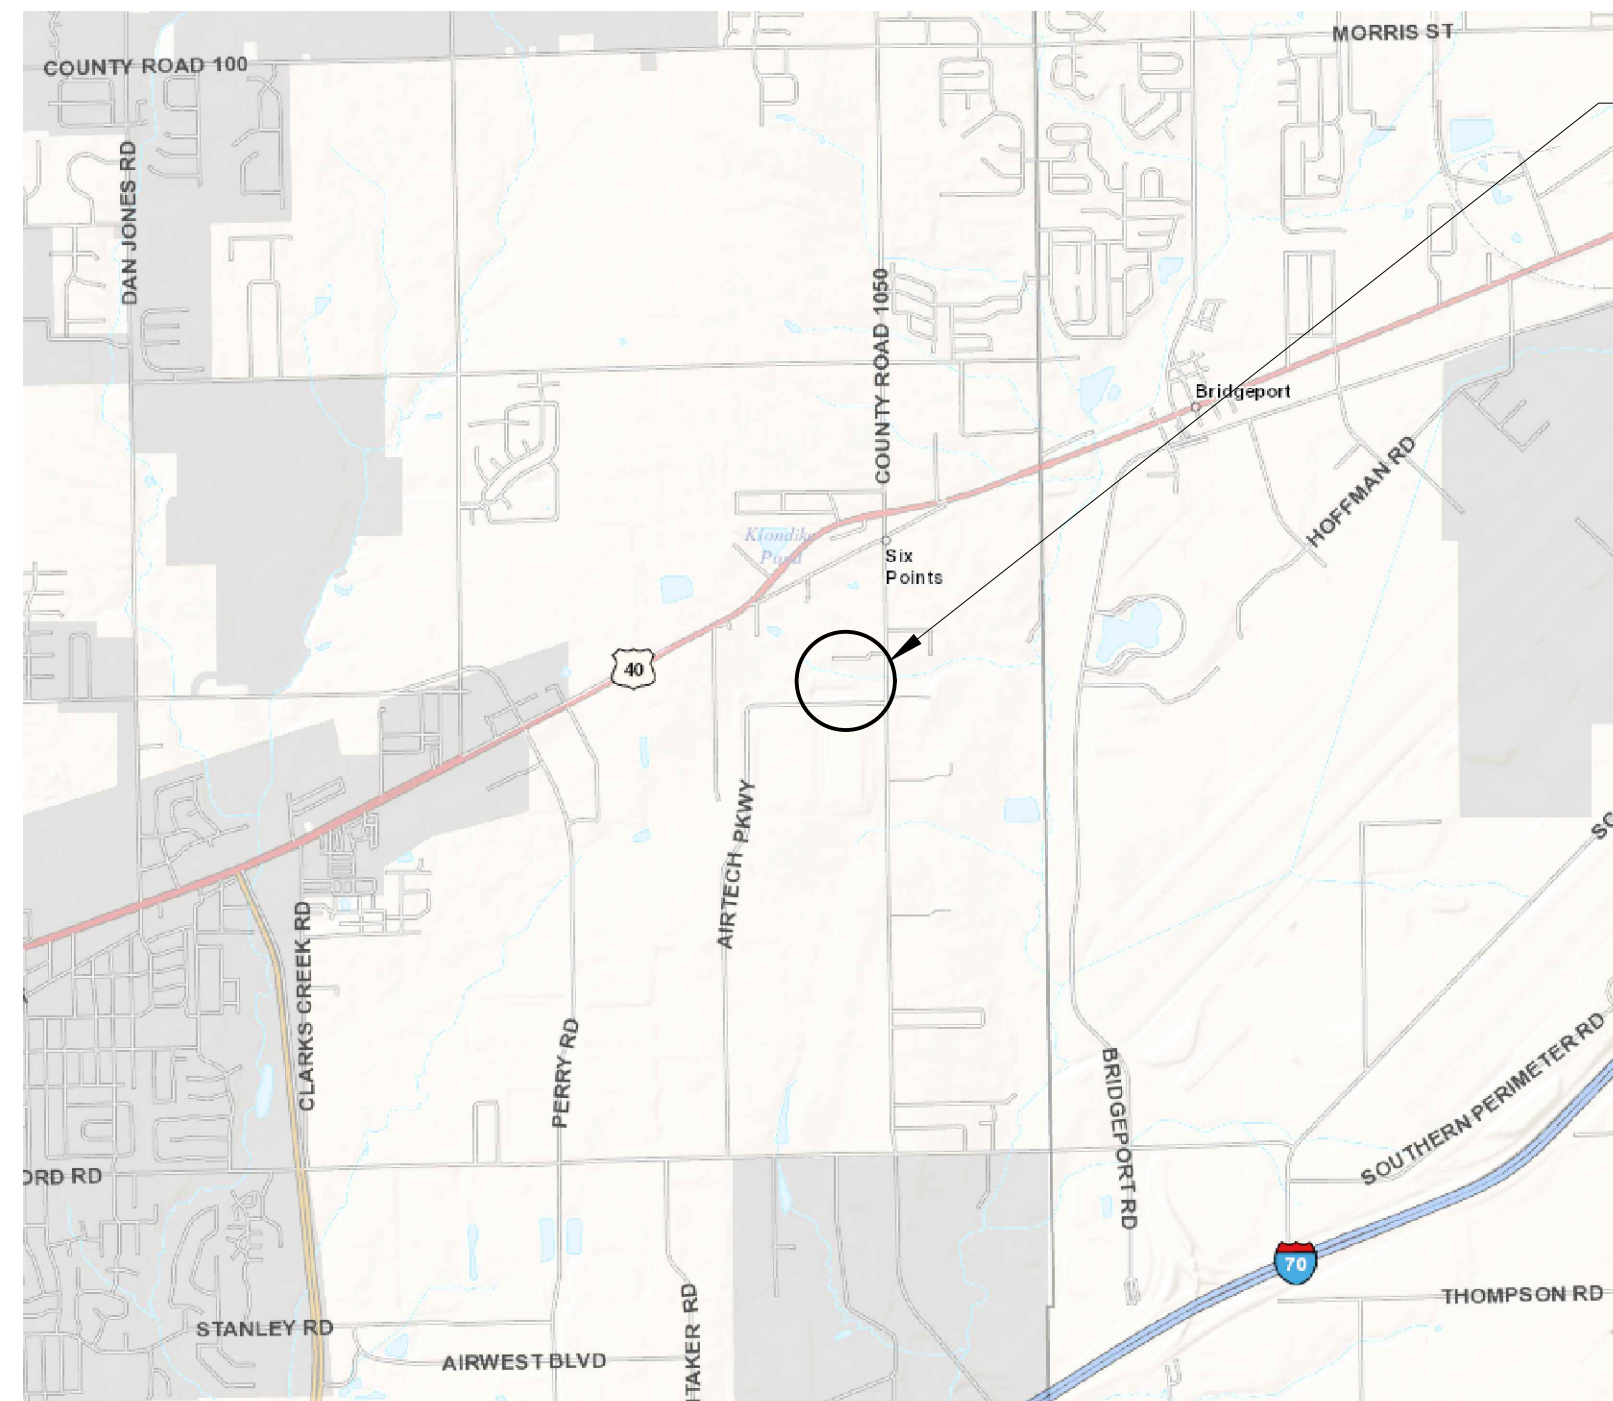 MORRIS ST
COUNTY ROAD 100
DAN JONES RD
COUNTY ROAD 1050
Bridgeport
HOFFMAN RD
Klondike
Pond
Six
Points
40
AIRTECH PKWY
CLARKS CREEK RD
PERRY RD
SOUTHERN PERIMETER RD
BRIDGEPORT RD
ORD RD
70
THOMPSON RD
STANLEY RD
AIRWEST BLVD
TAKER RD